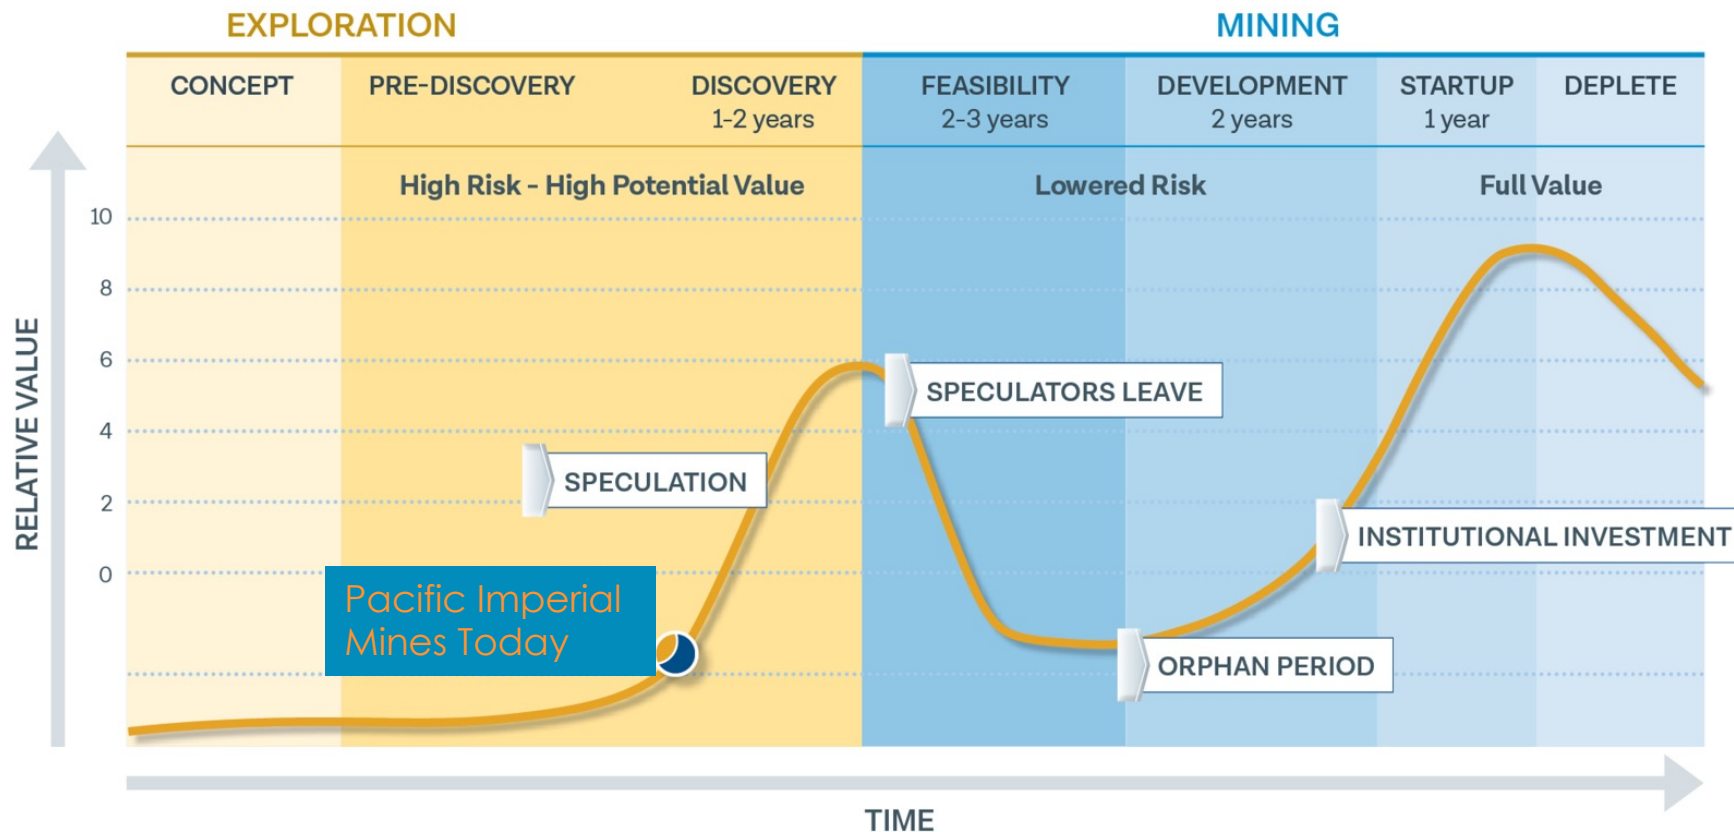 EXPLORATION
MINING
CONCEPT
PRE-DISCOVERY
DISCOVERY
1-2 years
FEASIBILITY
2-3 years
DEVELOPMENT
2 years
STARTUP
1 year
DEPLETE
High Risk - High Potential Value
Lowered Risk
Full Value
RELATIVE VALUE
10
8
6
4
2
0
SPECULATORS LEAVE
SPECULATION
INSTITUTIONAL INVESTMENT
Pacific Imperial
Mines Today
ORPHAN PERIOD
TIME